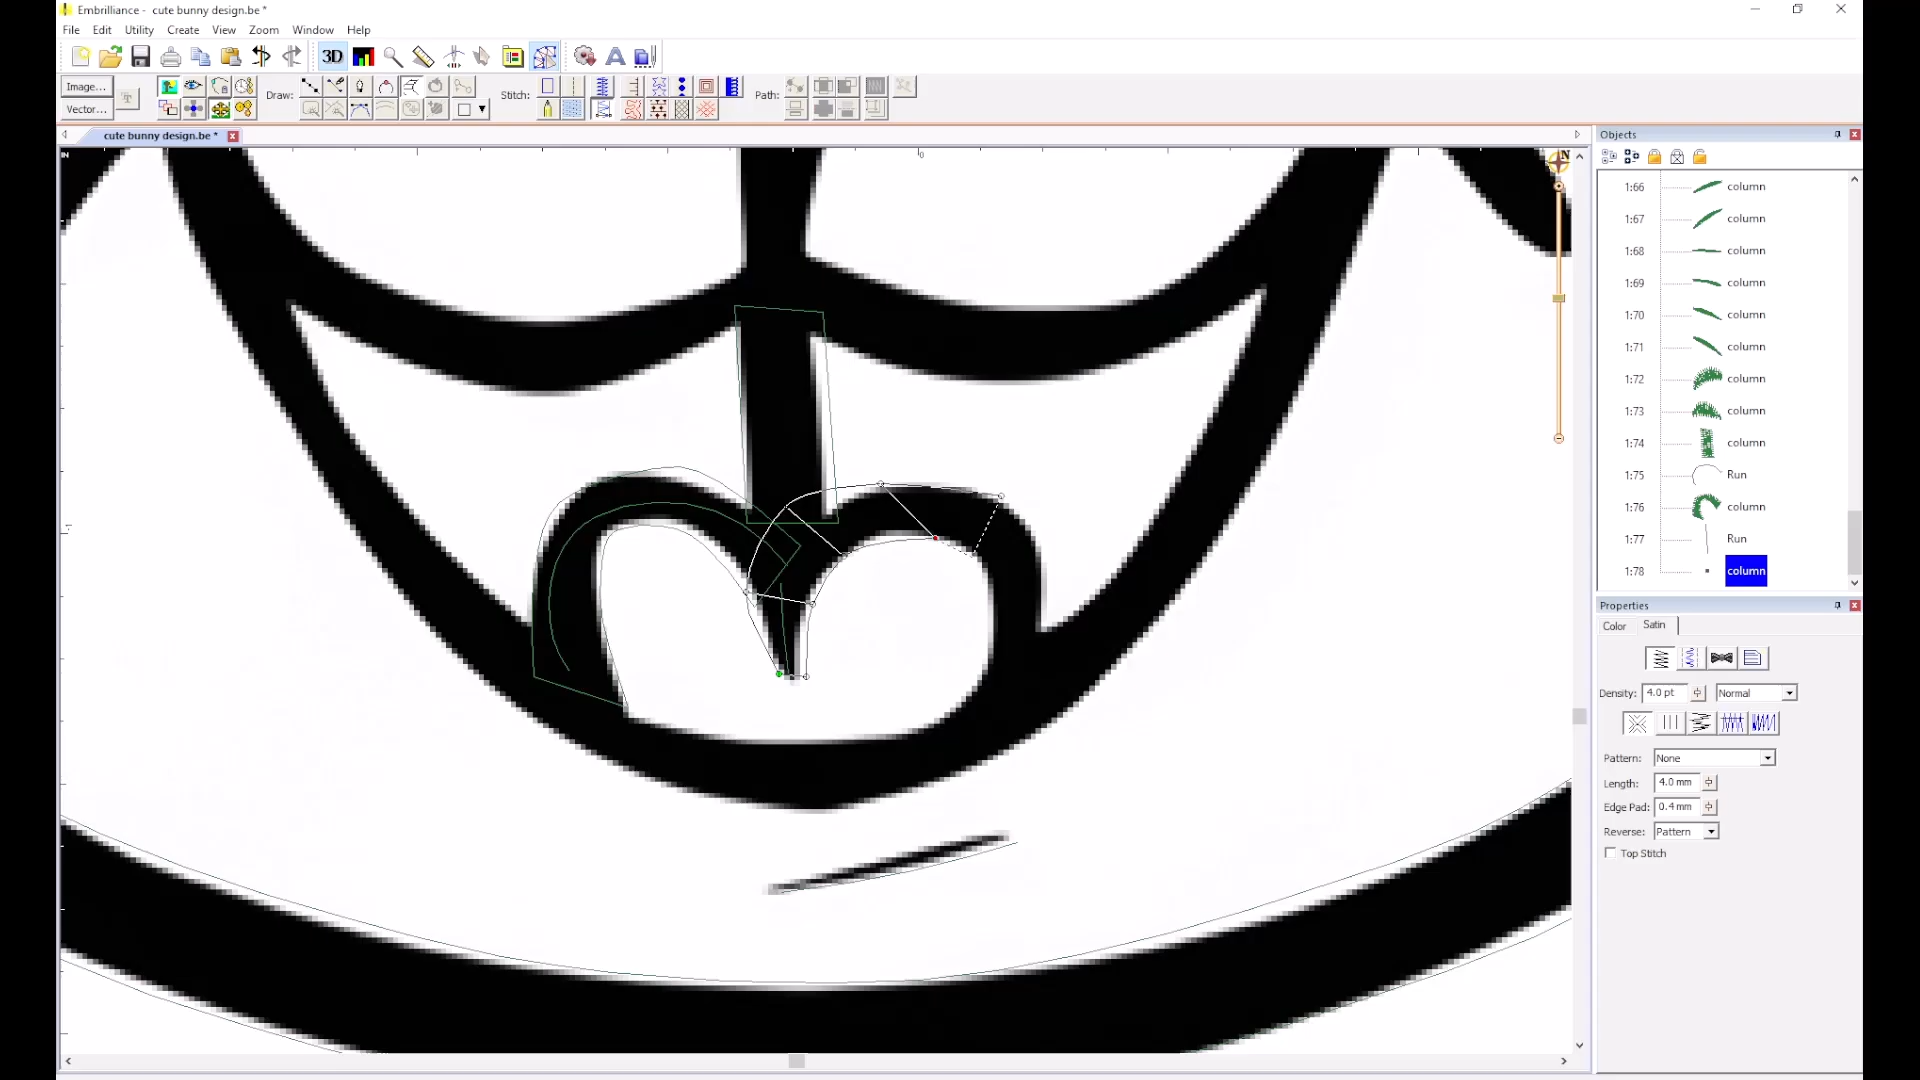 Embrilliance - cute bunny design.be *
File Edit Utility Create View Zoom Window Help
3D A
Image...
Vector...
T
Draw:
Stitch:
Path:
cute bunny design.be *
IN
0
N
Objects
1:66 column
1:67 column
1:68 column
1:69 column
1:70 column
1:71 column
1:72 column
1:73 column
1:74 column
1:75 Run
1:76 column
1:77 Run
1:78 column
Properties
Color Satin
Density: 4.0 pt Normal
Pattern: None
Length: 4.0 mm
Edge Pad: 0.4 mm
Reverse: Pattern
Top Stitch